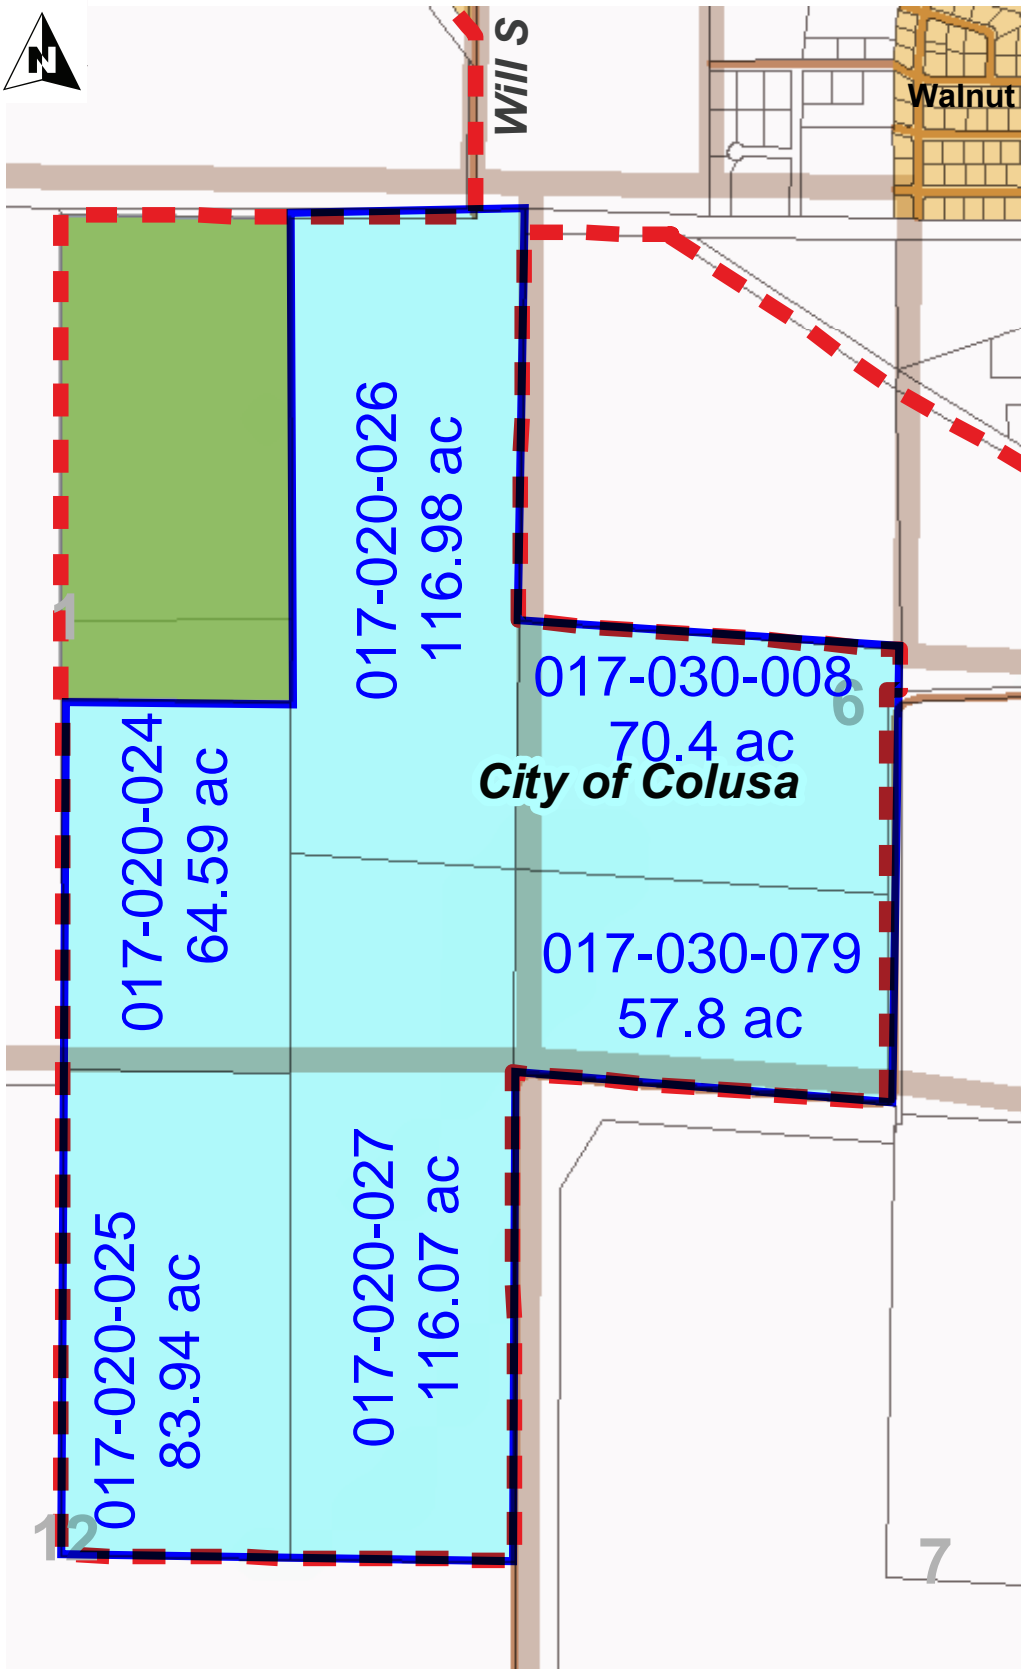 N
Will S
Walnut
017-020-026
116.98 ac
1
017-030-008
70.4 ac
6
City of Colusa
017-020-024
64.59 ac
017-030-079
57.8 ac
017-020-027
116.07 ac
017-020-025
83.94 ac
12
7